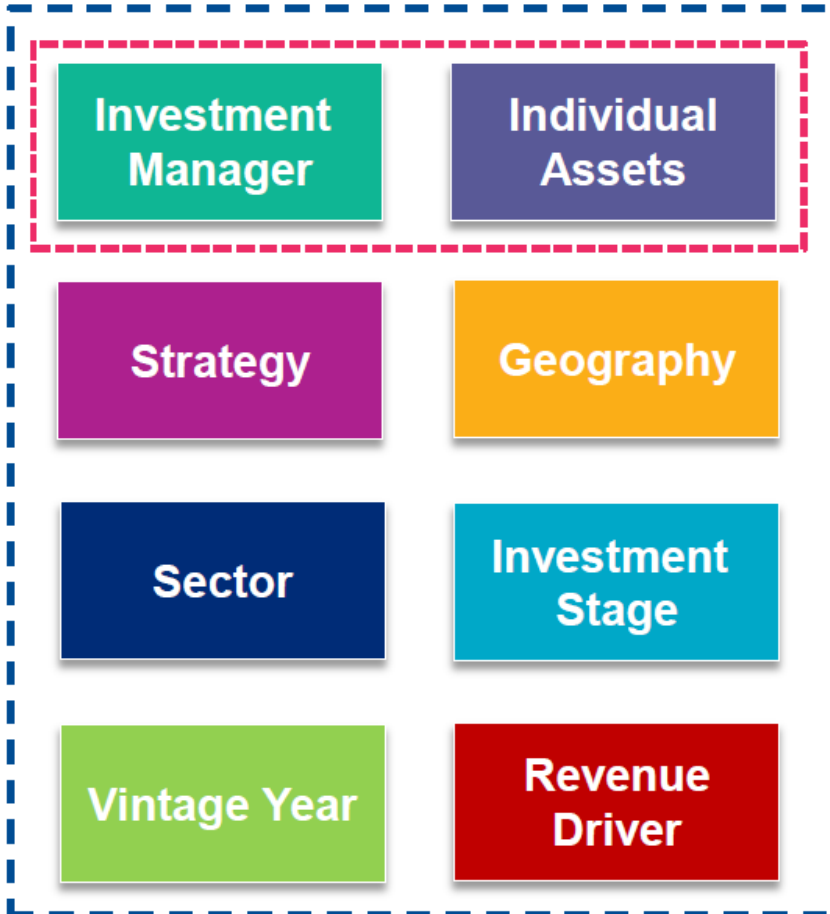 Investment
Manager
Individual
Assets
Strategy
Geography
Sector
Investment
Stage
Vintage Year
Revenue
Driver